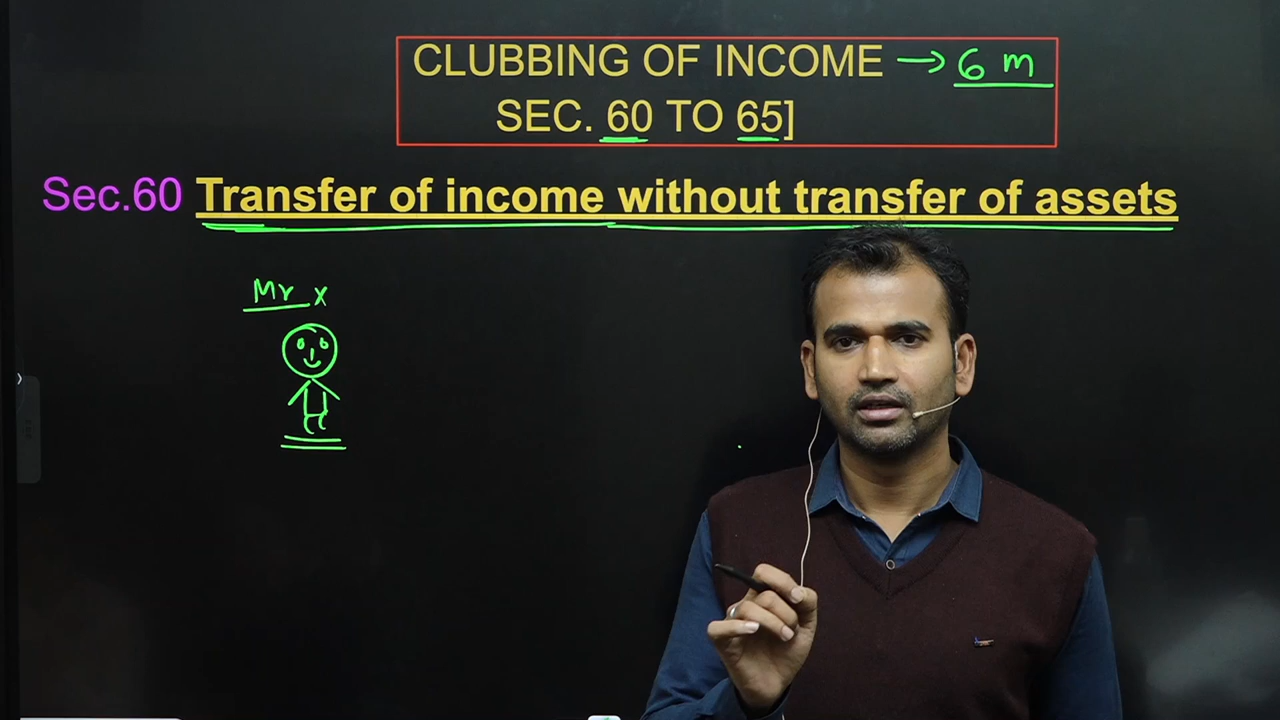 CLUBBING OF INCOME → 6 m
SEC. 60 TO 65]
Sec.60 Transfer of income without transfer of assets
Mr x